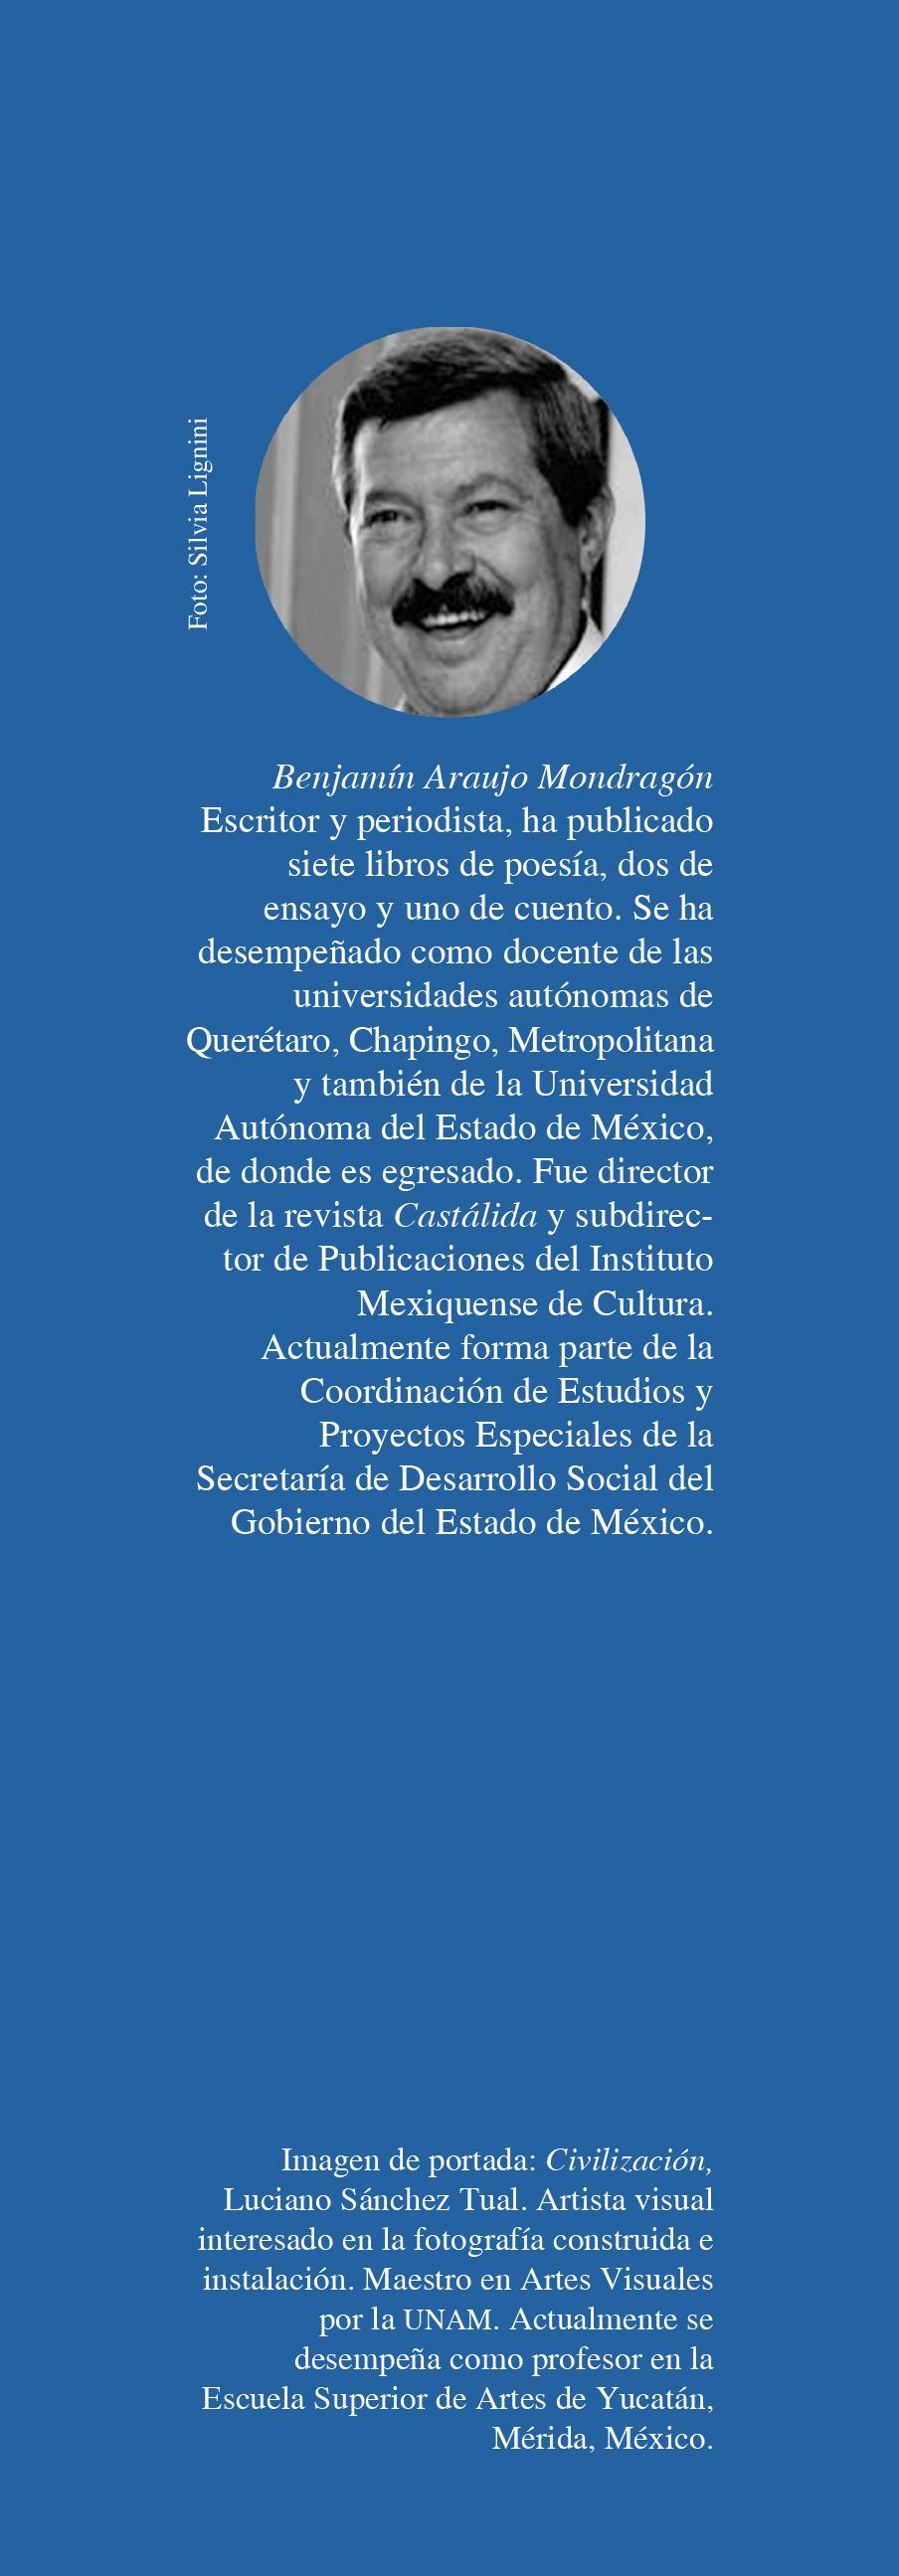 Foto: Silvia Lignini
Benjamín Araujo Mondragón
Escritor y periodista, ha publicado
siete libros de poesía, dos de
ensayo y uno de cuento. Se ha
desempeñado como docente de las
universidades autónomas de
Querétaro, Chapingo, Metropolitana
y también de la Universidad
Autónoma del Estado de México,
de donde es egresado. Fue director
de la revista Castálida y subdirec-
tor de Publicaciones del Instituto
Mexiquense de Cultura.
Actualmente forma parte de la
Coordinación de Estudios y
Proyectos Especiales de la
Secretaría de Desarrollo Social del
Gobierno del Estado de México.
Imagen de portada: Civilización,
Luciano Sánchez Tual. Artista visual
interesado en la fotografía construida e
instalación. Maestro en Artes Visuales
por la UNAM. Actualmente se
desempeña como profesor en la
Escuela Superior de Artes de Yucatán,
Mérida, México.